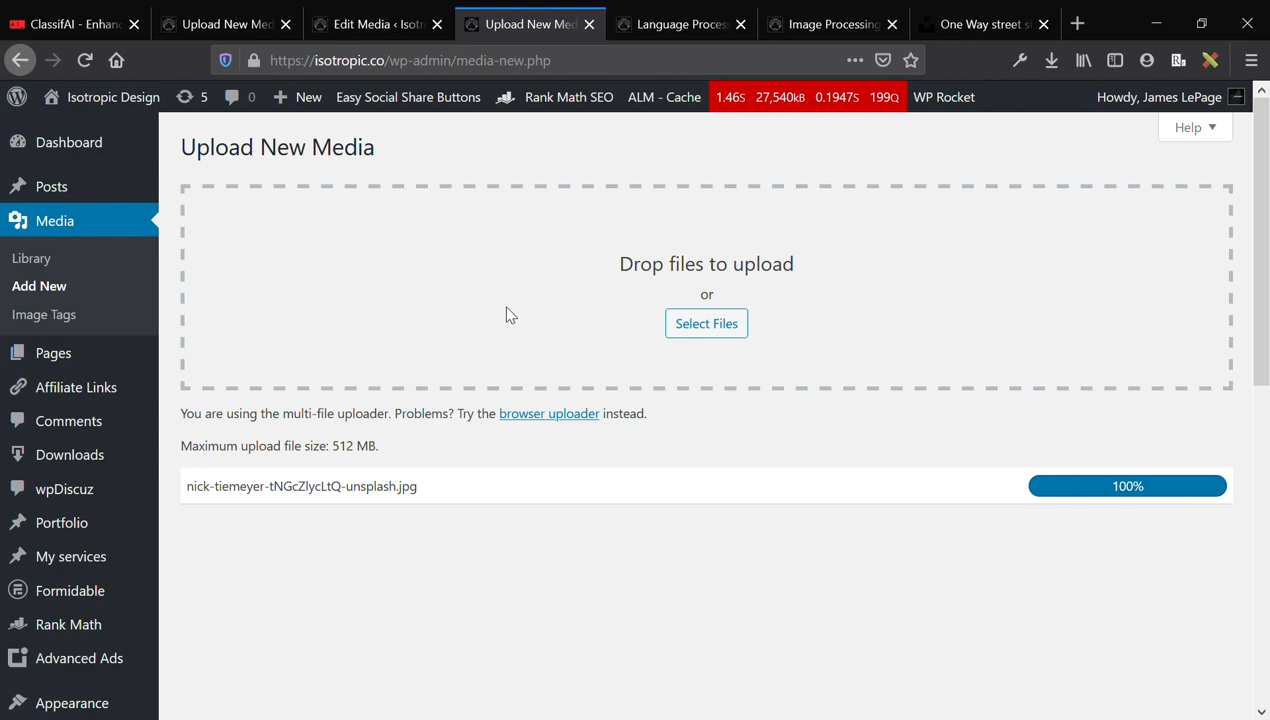 ClassifAI - Enhanc
Upload New Med
Edit Media ‹ Isotr
Upload New Med
Language Proces
Image Processing
One Way street si
https://isotropic.co/wp-admin/media-new.php
Isotropic Design
5
0
New
Easy Social Share Buttons
Rank Math SEO
ALM - Cache
1.46S 27,540KB 0.1947S 199Q
WP Rocket
Howdy, James LePage
Help
Dashboard
Posts
Media
Library
Add New
Image Tags
Pages
Affiliate Links
Comments
Downloads
wpDiscuz
Portfolio
My services
Formidable
Rank Math
Advanced Ads
Appearance
Upload New Media
Drop files to upload
or
Select Files
You are using the multi-file uploader. Problems? Try the browser uploader instead.
Maximum upload file size: 512 MB.
nick-tiemeyer-tNGcZlycLtQ-unsplash.jpg
100%